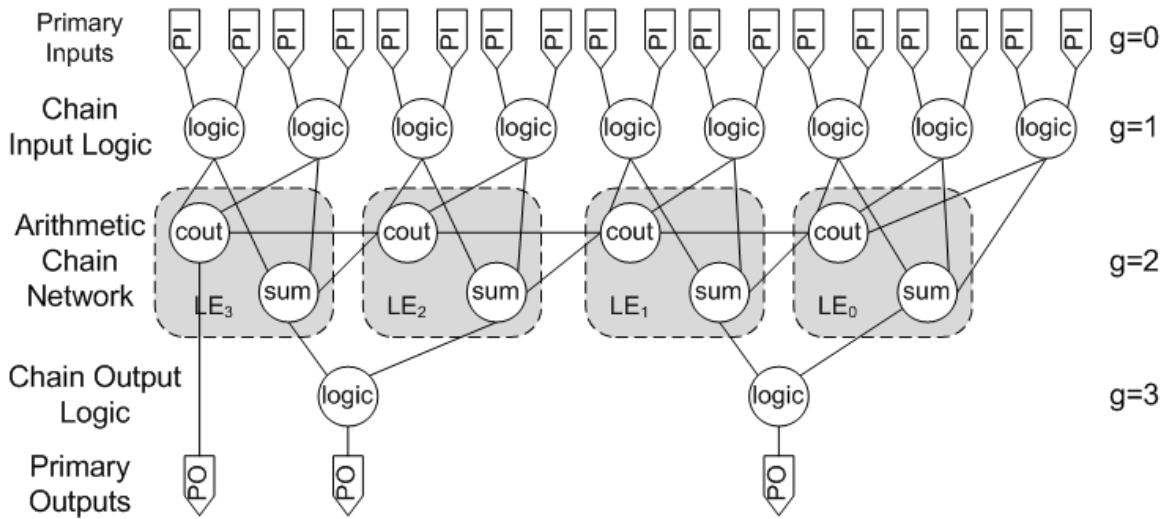 Primary Inputs
PI PI PI PI PI PI PI PI PI PI PI PI PI PI PI PI PI PI
g=0
Chain Input Logic
logic logic logic logic logic logic logic logic logic
g=1
Arithmetic Chain Network
cout cout cout cout
sum sum sum sum
LE₃ LE₂ LE₁ LE₀
g=2
Chain Output Logic
logic logic
g=3
Primary Outputs
PO PO PO